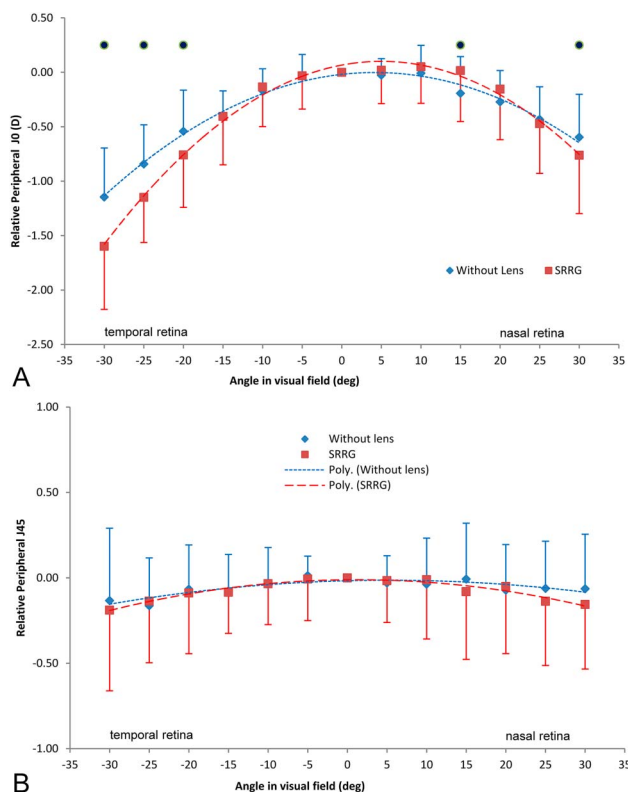 0.50
0.00
-0.50
-1.00
-1.50
-2.00
-2.50
Relative Peripheral J0 (D)
Without Lens
SRRG
temporal retina
nasal retina
-35 -30 -25 -20 -15 -10 -5 0 5 10 15 20 25 30 35
A
Angle in visual field (deg)
1.00
0.50
0.00
-0.50
-1.00
Relative Peripheral J45
Without lens
SRRG
Poly. (Without lens)
Poly. (SRRG)
temporal retina
nasal retina
-35 -30 -25 -20 -15 -10 -5 0 5 10 15 20 25 30 35
B
Angle in visual field (deg)